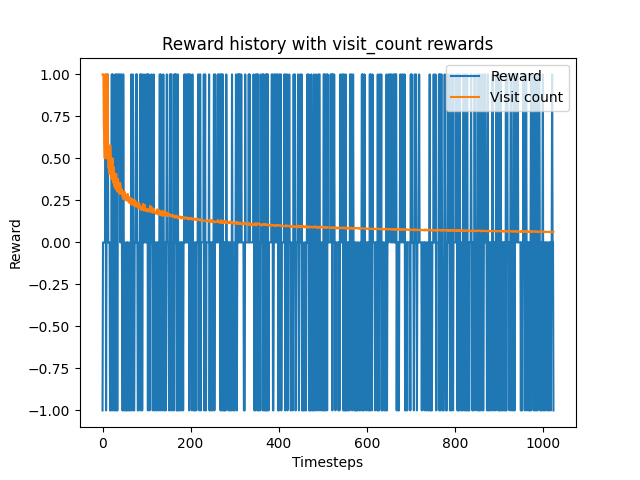 Reward history with visit_count rewards
Reward
Visit count
1.00
0.75
0.50
0.25
0.00
−0.25
−0.50
−0.75
−1.00
Reward
0 200 400 600 800 1000
Timesteps